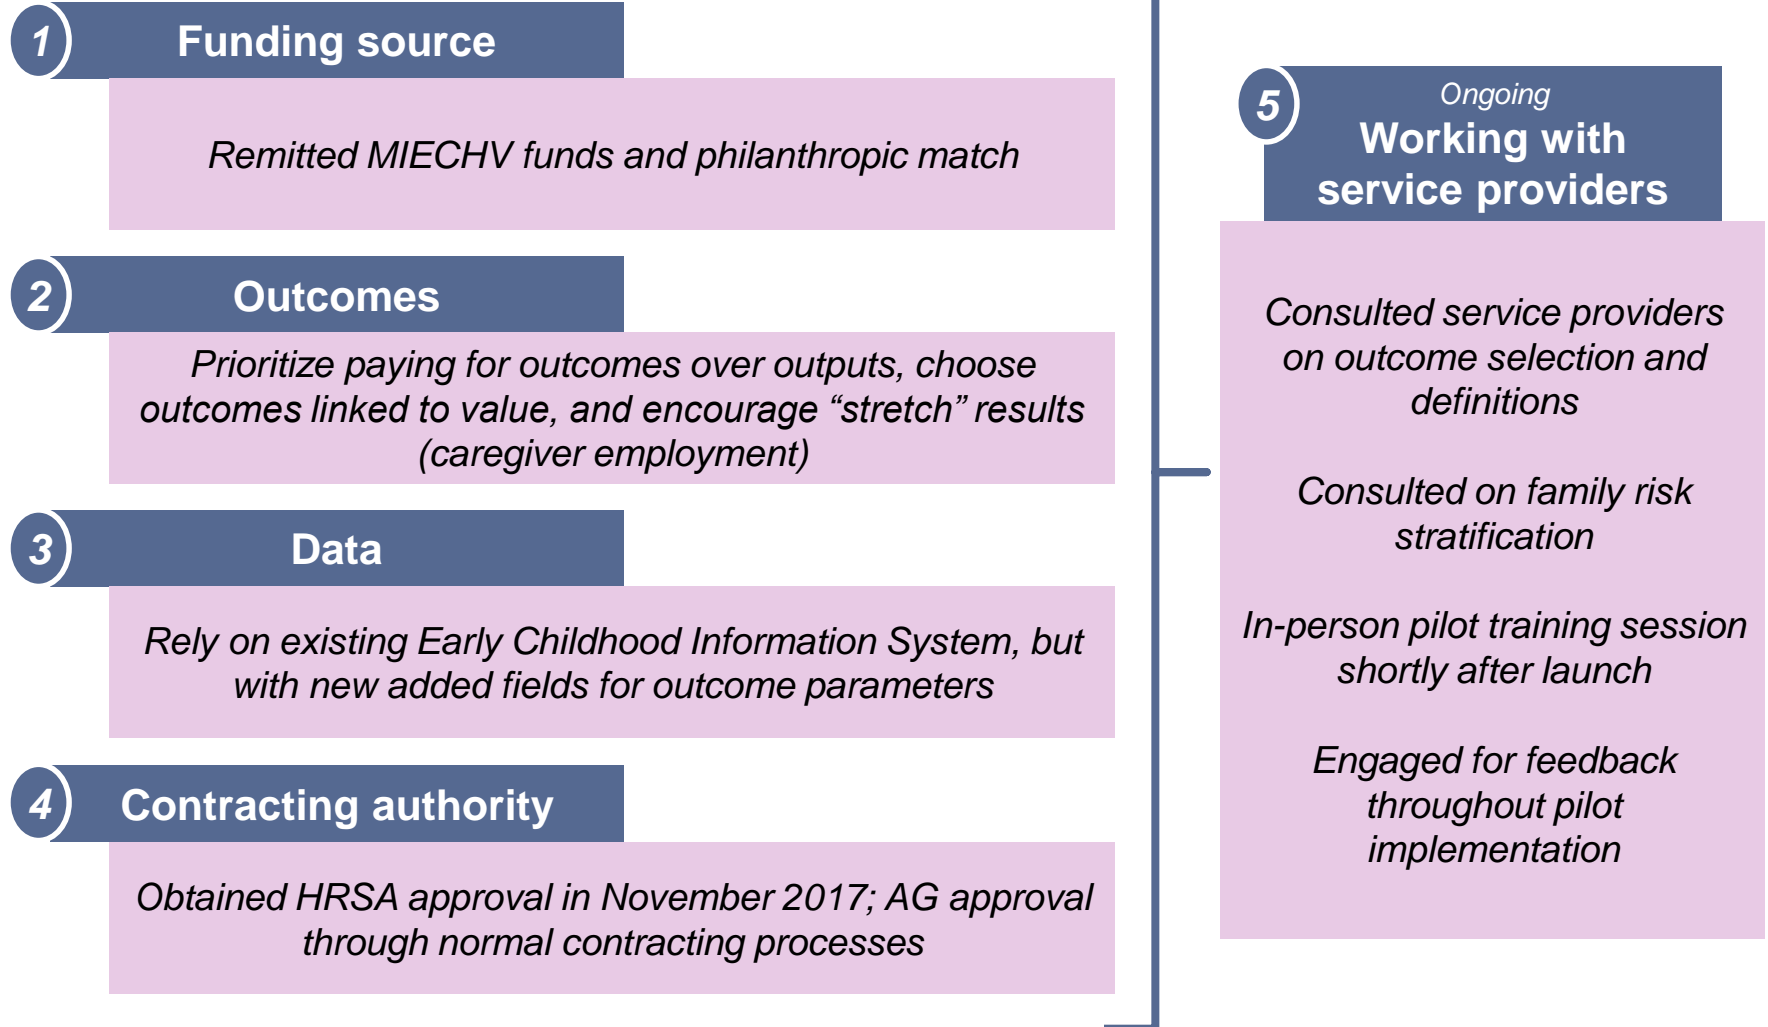 1
Funding source
Remitted MIECHV funds and philanthropic match
2
Outcomes
Prioritize paying for outcomes over outputs, choose
outcomes linked to value, and encourage “stretch” results
(caregiver employment)
3
Data
Rely on existing Early Childhood Information System, but
with new added fields for outcome parameters
4
Contracting authority
Obtained HRSA approval in November 2017; AG approval
through normal contracting processes
5
Ongoing
Working with
service providers
Consulted service providers
on outcome selection and
definitions
Consulted on family risk
stratification
In-person pilot training session
shortly after launch
Engaged for feedback
throughout pilot
implementation